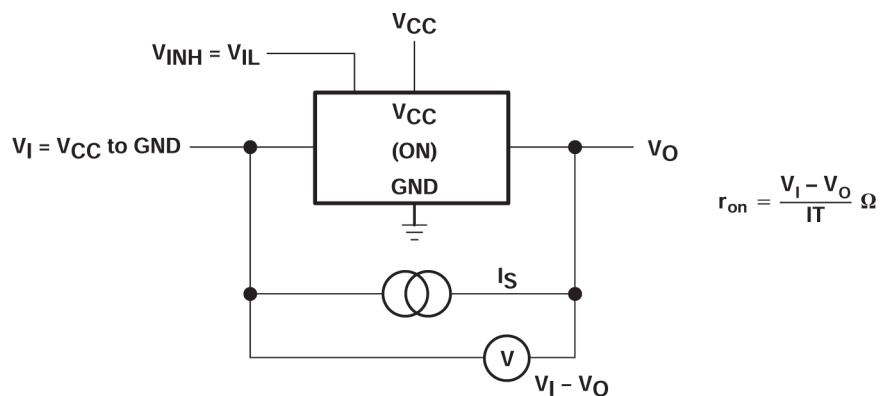 VCC
VINH = VIL
VCC
VI = VCC to GND
(ON)
VO
GND
ron = VI – VO / IT Ω
IS
V
VI – VO